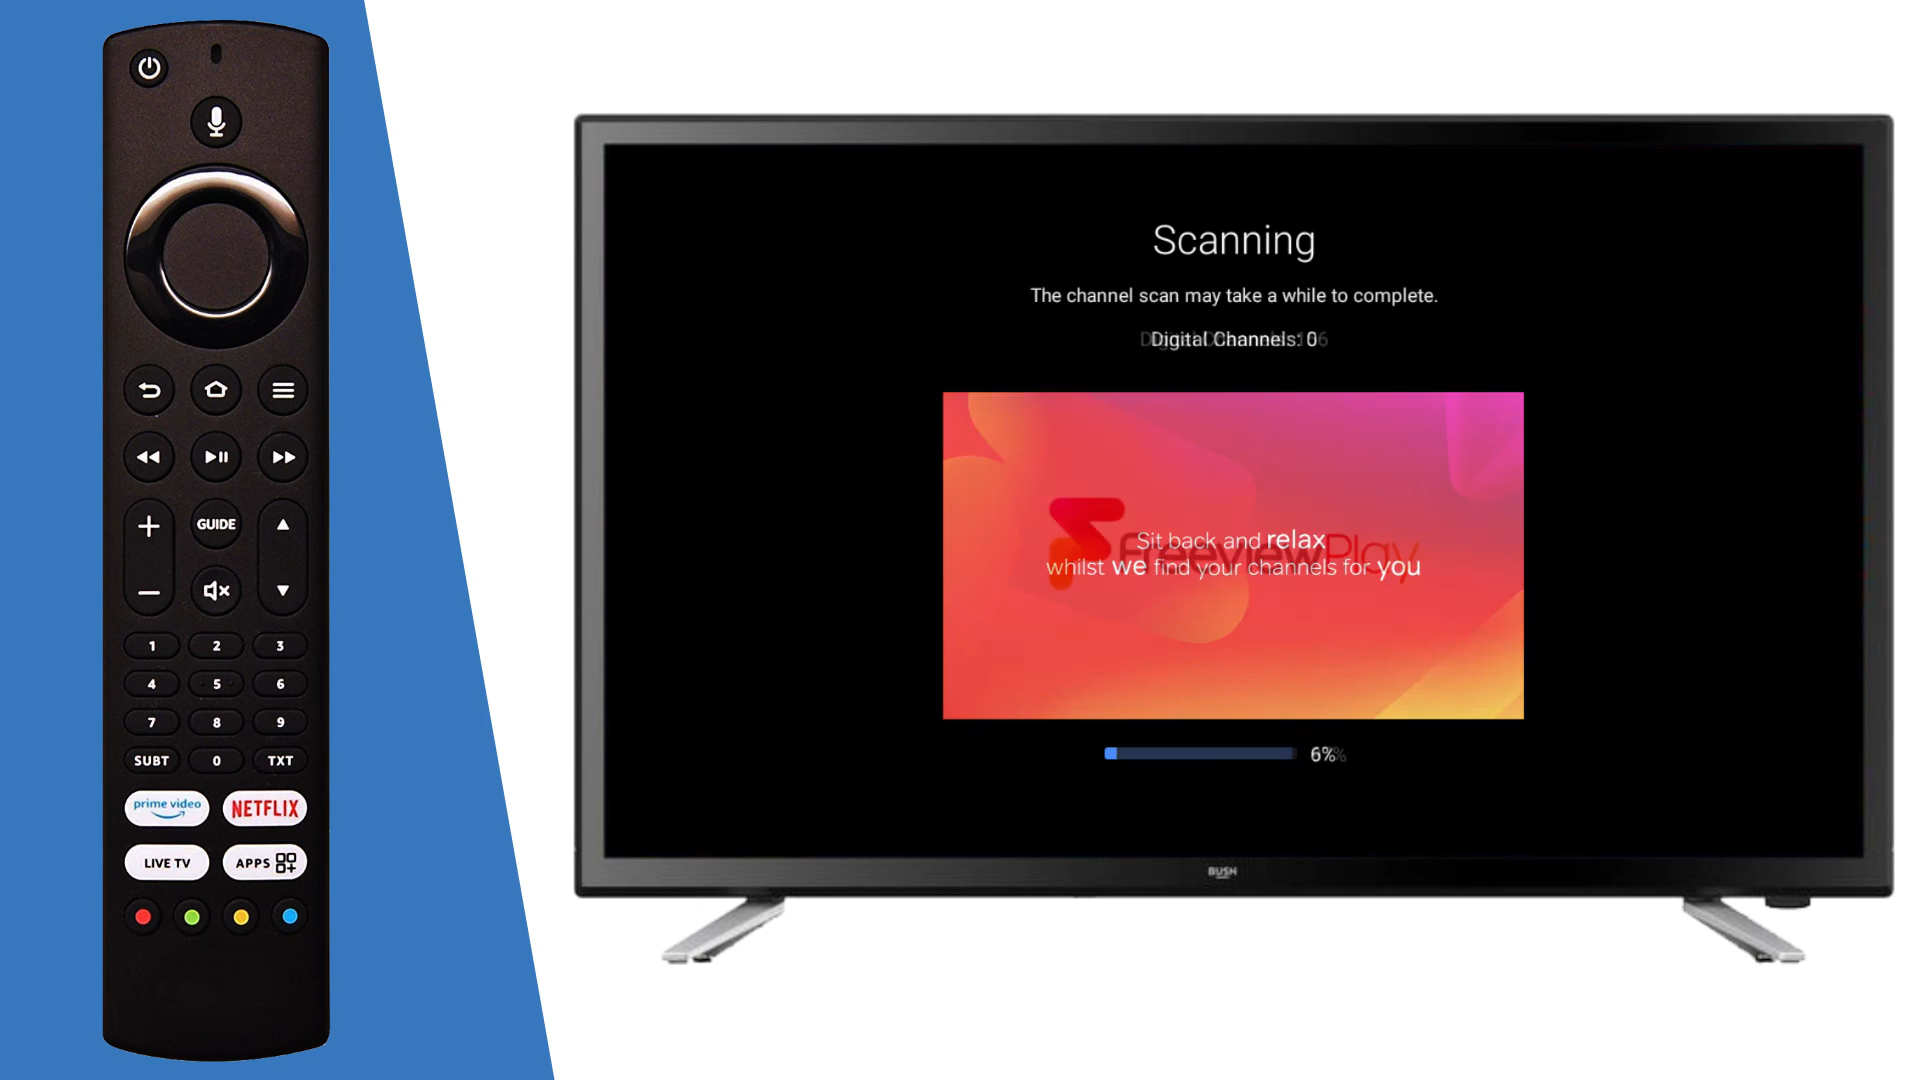 GUIDE
1 2 3
4 5 6
7 8 9
SUBT 0 TXT
prime video NETFLIX
LIVE TV APPS
Scanning
The channel scan may take a while to complete.
Digital Channels: 0
FreeviewPlay
Sit back and relax
whilst we find your channels for you
6%
BUSH